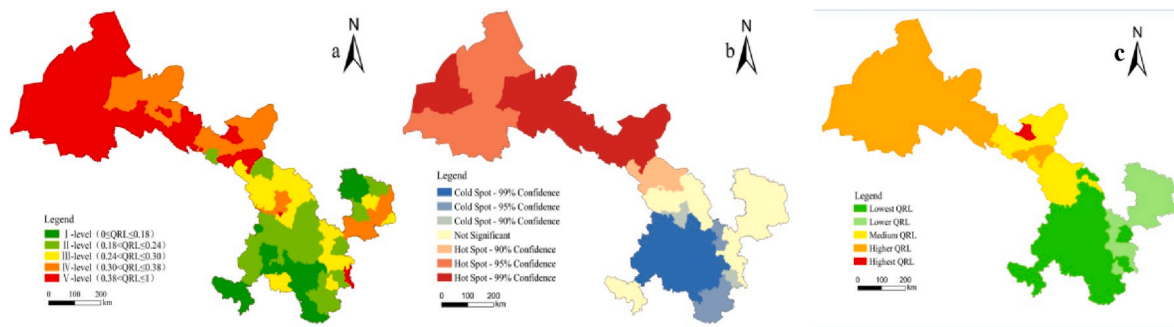 N
a
Legend
I-level (0≤QRL≤0.18)
II-level (0.18<QRL≤0.24)
III-level (0.24<QRL≤0.30)
IV-level (0.30<QRL≤0.38)
V-level (0.38<QRL≤1)
0 100 200
km
N
b
Legend
Cold Spot - 99% Confidence
Cold Spot - 95% Confidence
Cold Spot - 90% Confidence
Not Significant
Hot Spot - 90% Confidence
Hot Spot - 95% Confidence
Hot Spot - 99% Confidence
0 100 200
km
N
c
Legend
Lowest QRL
Lower QRL
Medium QRL
Higher QRL
Highest QRL
0 100 200
km